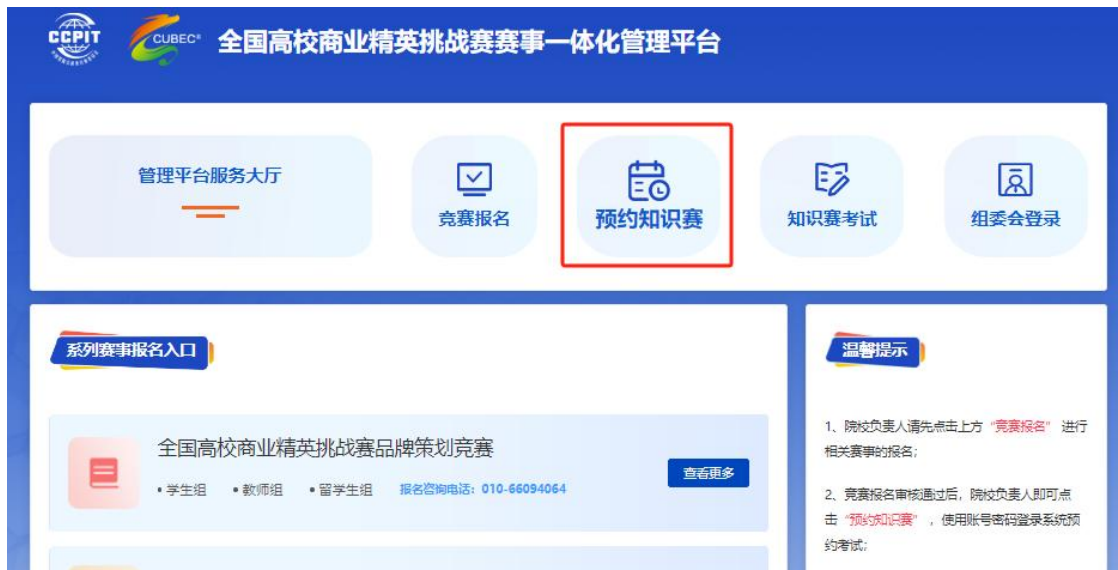 CCPIT
CUBEC®
全国高校商业精英挑战赛赛事一体化管理平台
管理平台服务大厅
竞赛报名
预约知识赛
知识赛考试
组委会登录
系列赛事报名入口
温馨提示
全国高校商业精英挑战赛品牌策划竞赛
•学生组 •教师组 •留学生组 报名咨询电话：010-66094064
查看更多
1、院校负责人请先点击上方“竞赛报名”进行
相关赛事的报名；
2、竞赛报名审核通过后，院校负责人即可点
击“预约知识赛”，使用账号密码登录系统预
约考试；